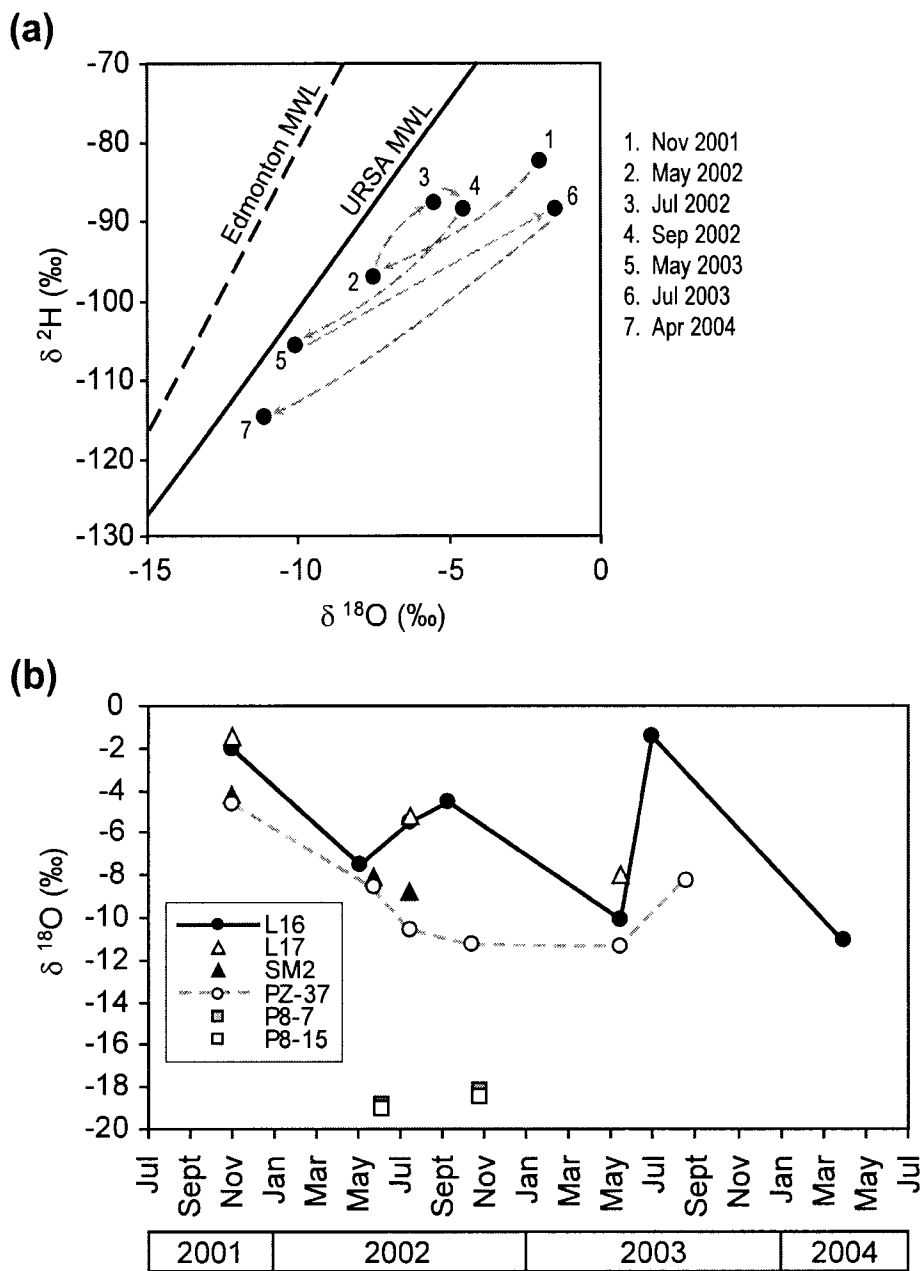 (a)
-70
-80
-90
-100
-110
-120
-130
δ ²H (‰)
Edmonton MWL
URSA MWL
1
2
3
4
5
6
7
-15
-10
-5
0
δ ¹⁸O (‰)
1. Nov 2001
2. May 2002
3. Jul 2002
4. Sep 2002
5. May 2003
6. Jul 2003
7. Apr 2004
(b)
0
-2
-4
-6
-8
-10
-12
-14
-16
-18
-20
δ ¹⁸O (‰)
L16
L17
SM2
PZ-37
P8-7
P8-15
Jul
Sept
Nov
Jan
Mar
May
Jul
Sept
Nov
Jan
Mar
May
Jul
Sept
Nov
Jan
Mar
May
Jul
2001
2002
2003
2004